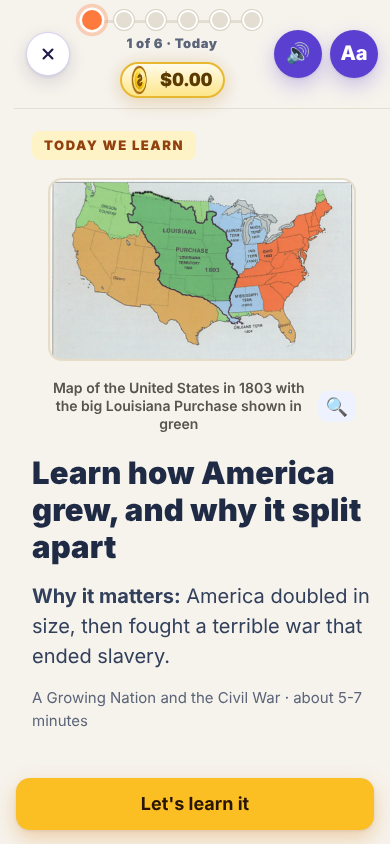 1 of 6 · Today
$0.00
Aa
TODAY WE LEARN
OREGON
COUNTRY
LOUISIANA
PURCHASE
1803
Map of the United States in 1803 with
the big Louisiana Purchase shown in
green
Learn how America
grew, and why it split
apart
Why it matters: America doubled in
size, then fought a terrible war that
ended slavery.
A Growing Nation and the Civil War · about 5-7
minutes
Let's learn it